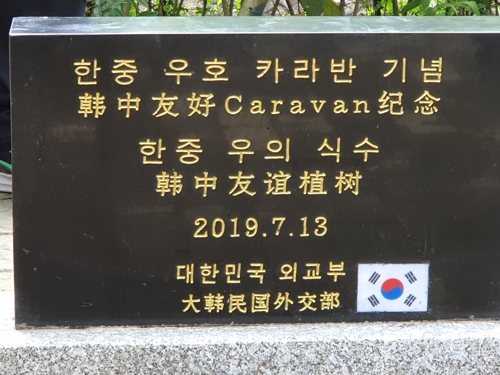 한중 우호 카라반 기념
韩中友好Caravan纪念
한중 우의 식수
韩中友谊植树
2019.7.13
대한민국 외교부
大韩民国外交部